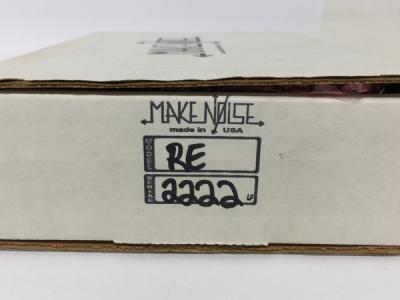 MAKE NOISE
made in USA
MODEL RE
SERIAL 2222